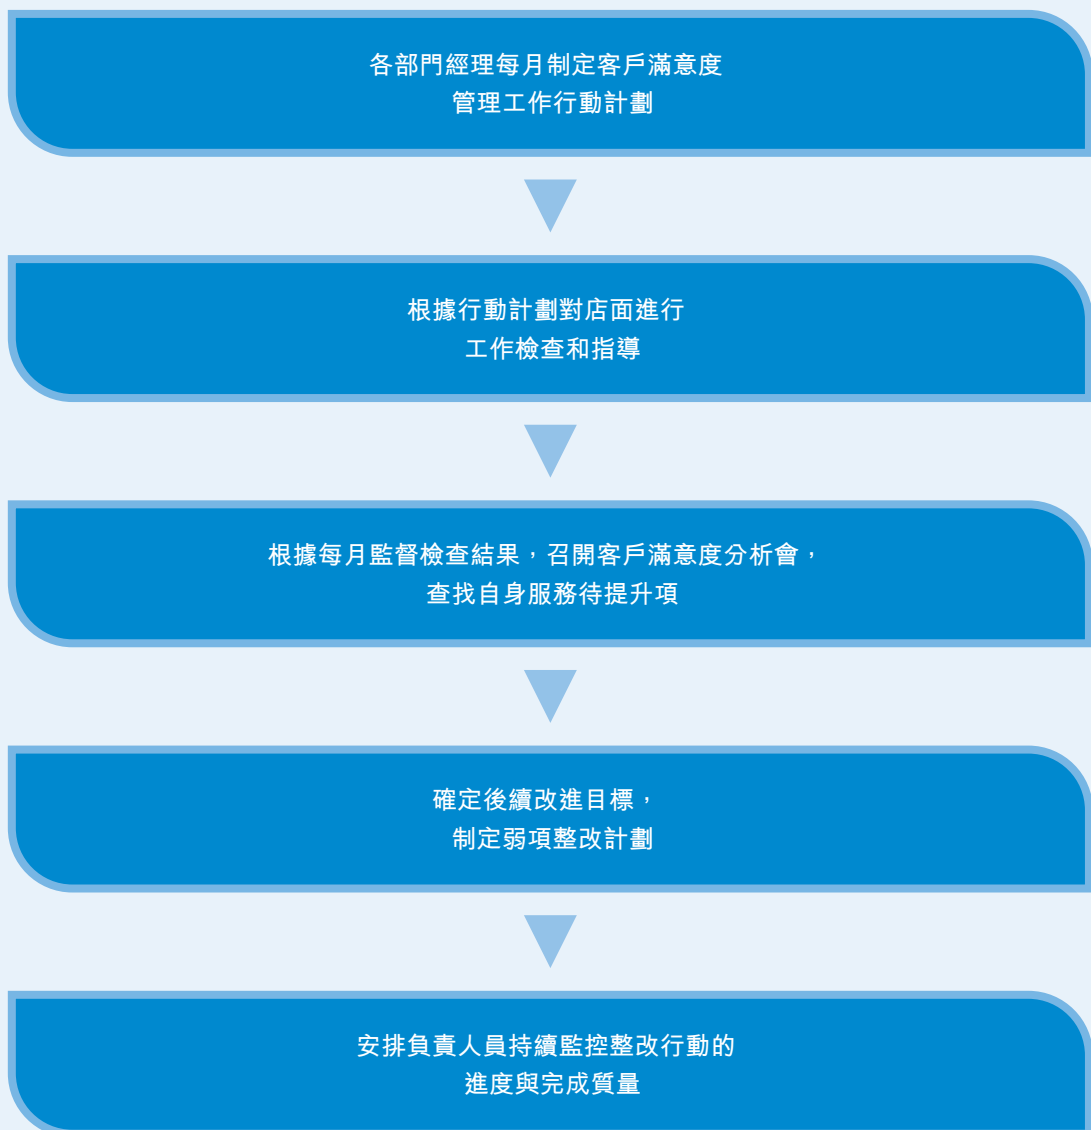 各部門經理每月制定客戶滿意度
管理工作行動計劃
根據行動計劃對店面進行
工作檢查和指導
根據每月監督檢查結果，召開客戶滿意度分析會，
查找自身服務待提升項
確定後續改進目標，
制定弱項整改計劃
安排負責人員持續監控整改行動的
進度與完成質量